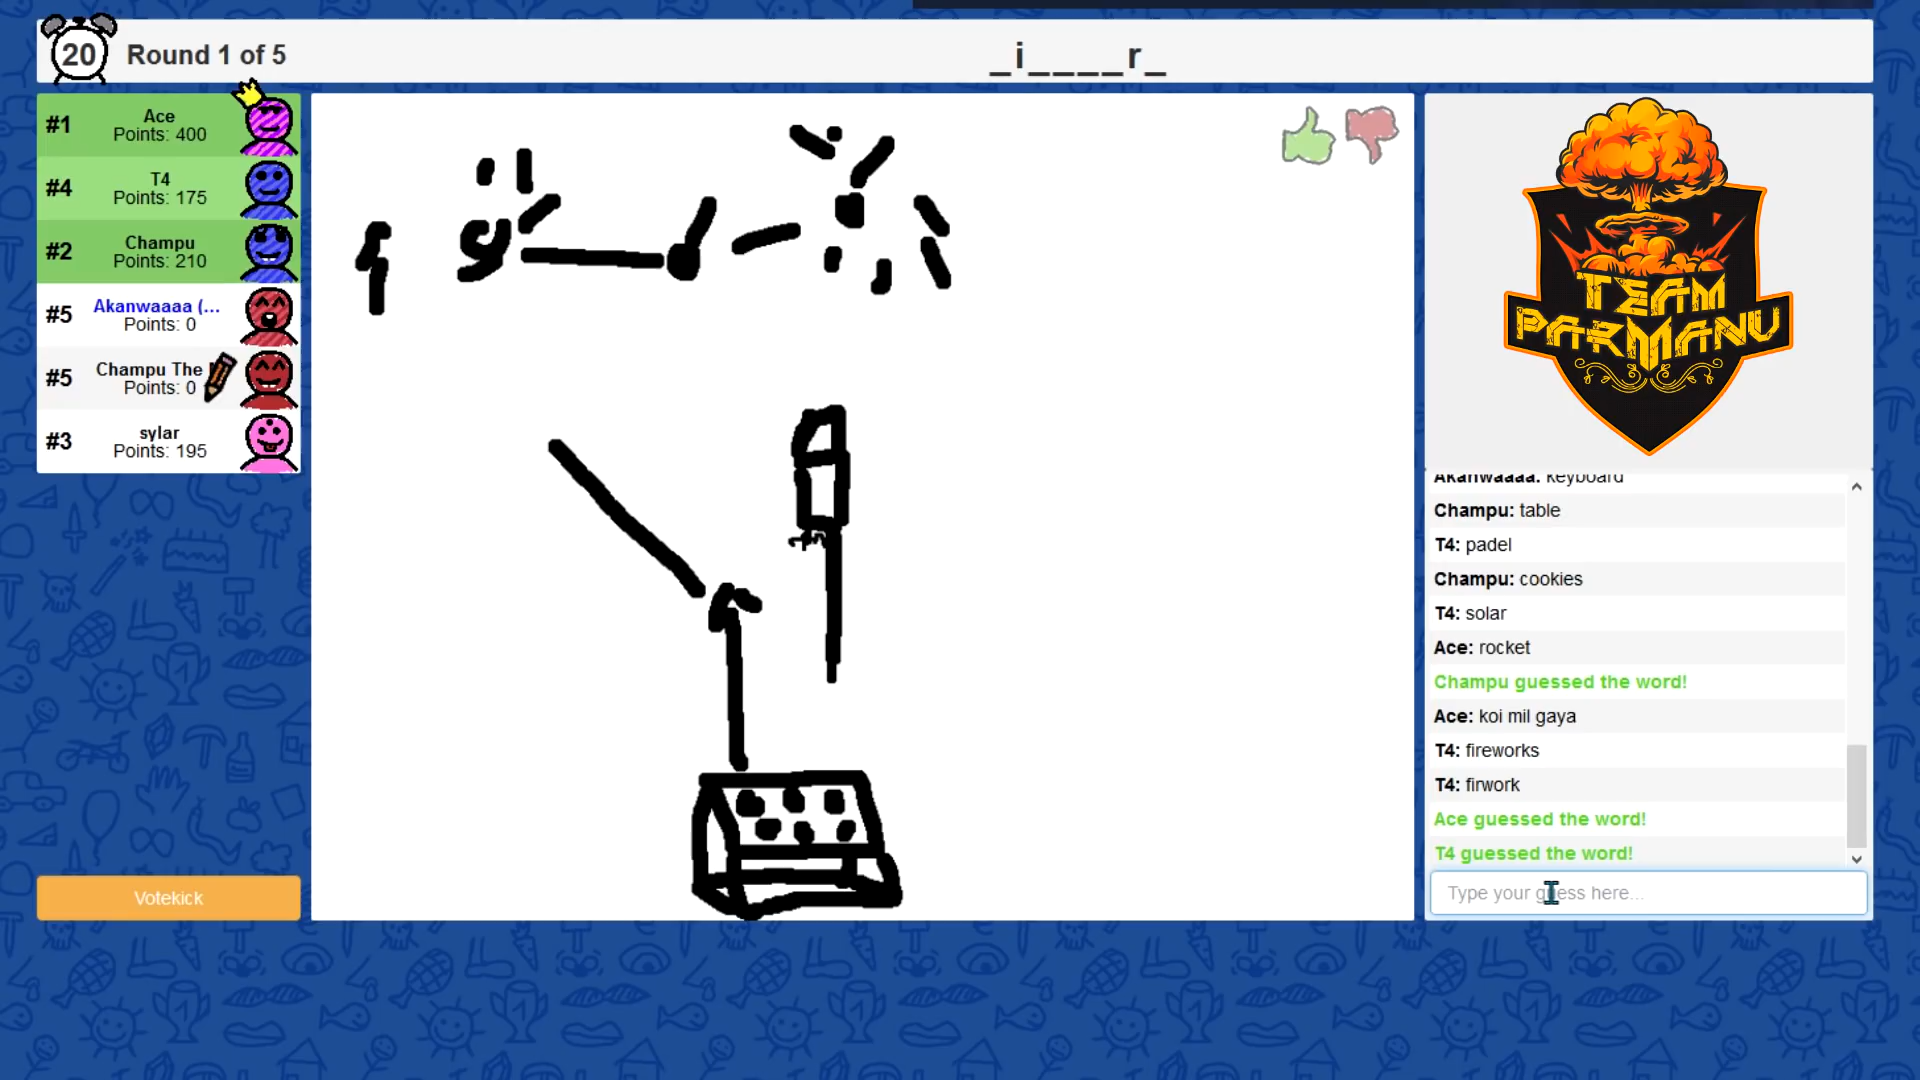 20
Round 1 of 5
_i____r_
#1
Ace
Points: 400
#4
T4
Points: 175
#2
Champu
Points: 210
#5
Akanwaaaa (...
Points: 0
#5
Champu The
Points: 0
#3
sylar
Points: 195
Votekick
TEAM
PARMANU
Akanwaaaa: keyboard
Champu: table
T4: padel
Champu: cookies
T4: solar
Ace: rocket
Champu guessed the word!
Ace: koi mil gaya
T4: fireworks
T4: firwork
Ace guessed the word!
T4 guessed the word!
Type your guess here...